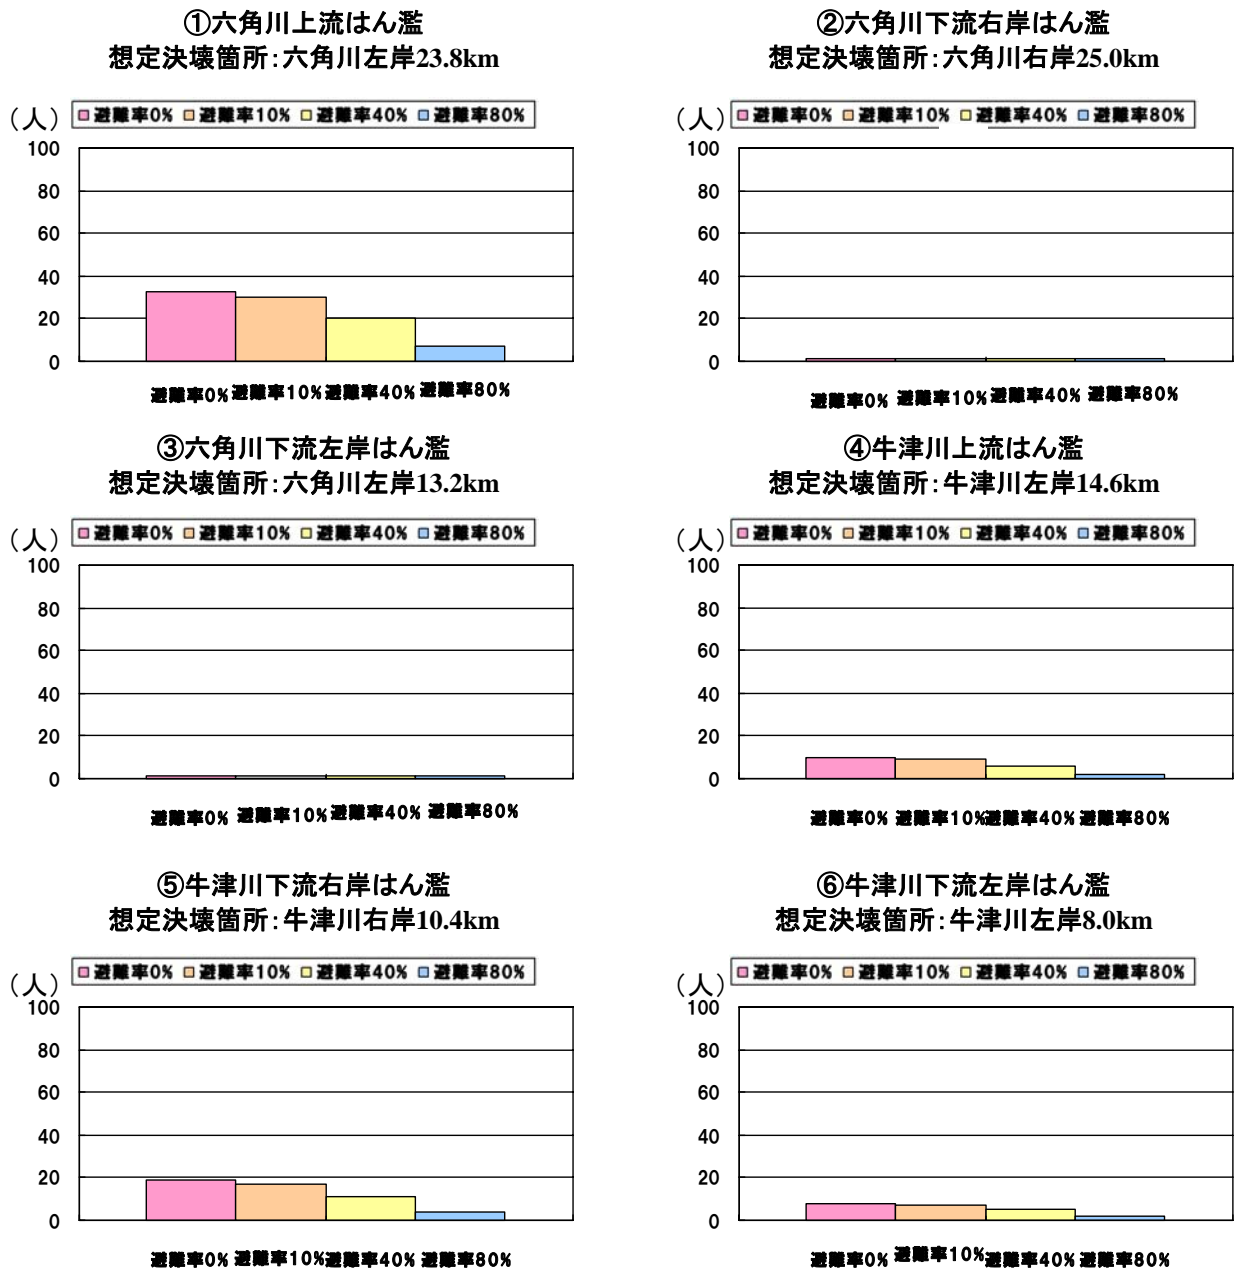 ①六角川上流はん濫
想定決壊箇所:六角川左岸23.8km
(人)
避難率0% 避難率10% 避難率40% 避難率80%
100
80
60
40
20
0
避難率0% 避難率10% 避難率40% 避難率80%
②六角川下流右岸はん濫
想定決壊箇所:六角川右岸25.0km
(人)
避難率0% 避難率10% 避難率40% 避難率80%
100
80
60
40
20
0
避難率0% 避難率10% 避難率40% 避難率80%
③六角川下流左岸はん濫
想定決壊箇所:六角川左岸13.2km
(人)
避難率0% 避難率10% 避難率40% 避難率80%
100
80
60
40
20
0
避難率0% 避難率10% 避難率40% 避難率80%
④牛津川上流はん濫
想定決壊箇所:牛津川左岸14.6km
(人)
避難率0% 避難率10% 避難率40% 避難率80%
100
80
60
40
20
0
避難率0% 避難率10% 避難率40% 避難率80%
⑤牛津川下流右岸はん濫
想定決壊箇所:牛津川右岸10.4km
(人)
避難率0% 避難率10% 避難率40% 避難率80%
100
80
60
40
20
0
避難率0% 避難率10% 避難率40% 避難率80%
⑥牛津川下流左岸はん濫
想定決壊箇所:牛津川左岸8.0km
(人)
避難率0% 避難率10% 避難率40% 避難率80%
100
80
60
40
20
0
避難率0% 避難率10% 避難率40% 避難率80%